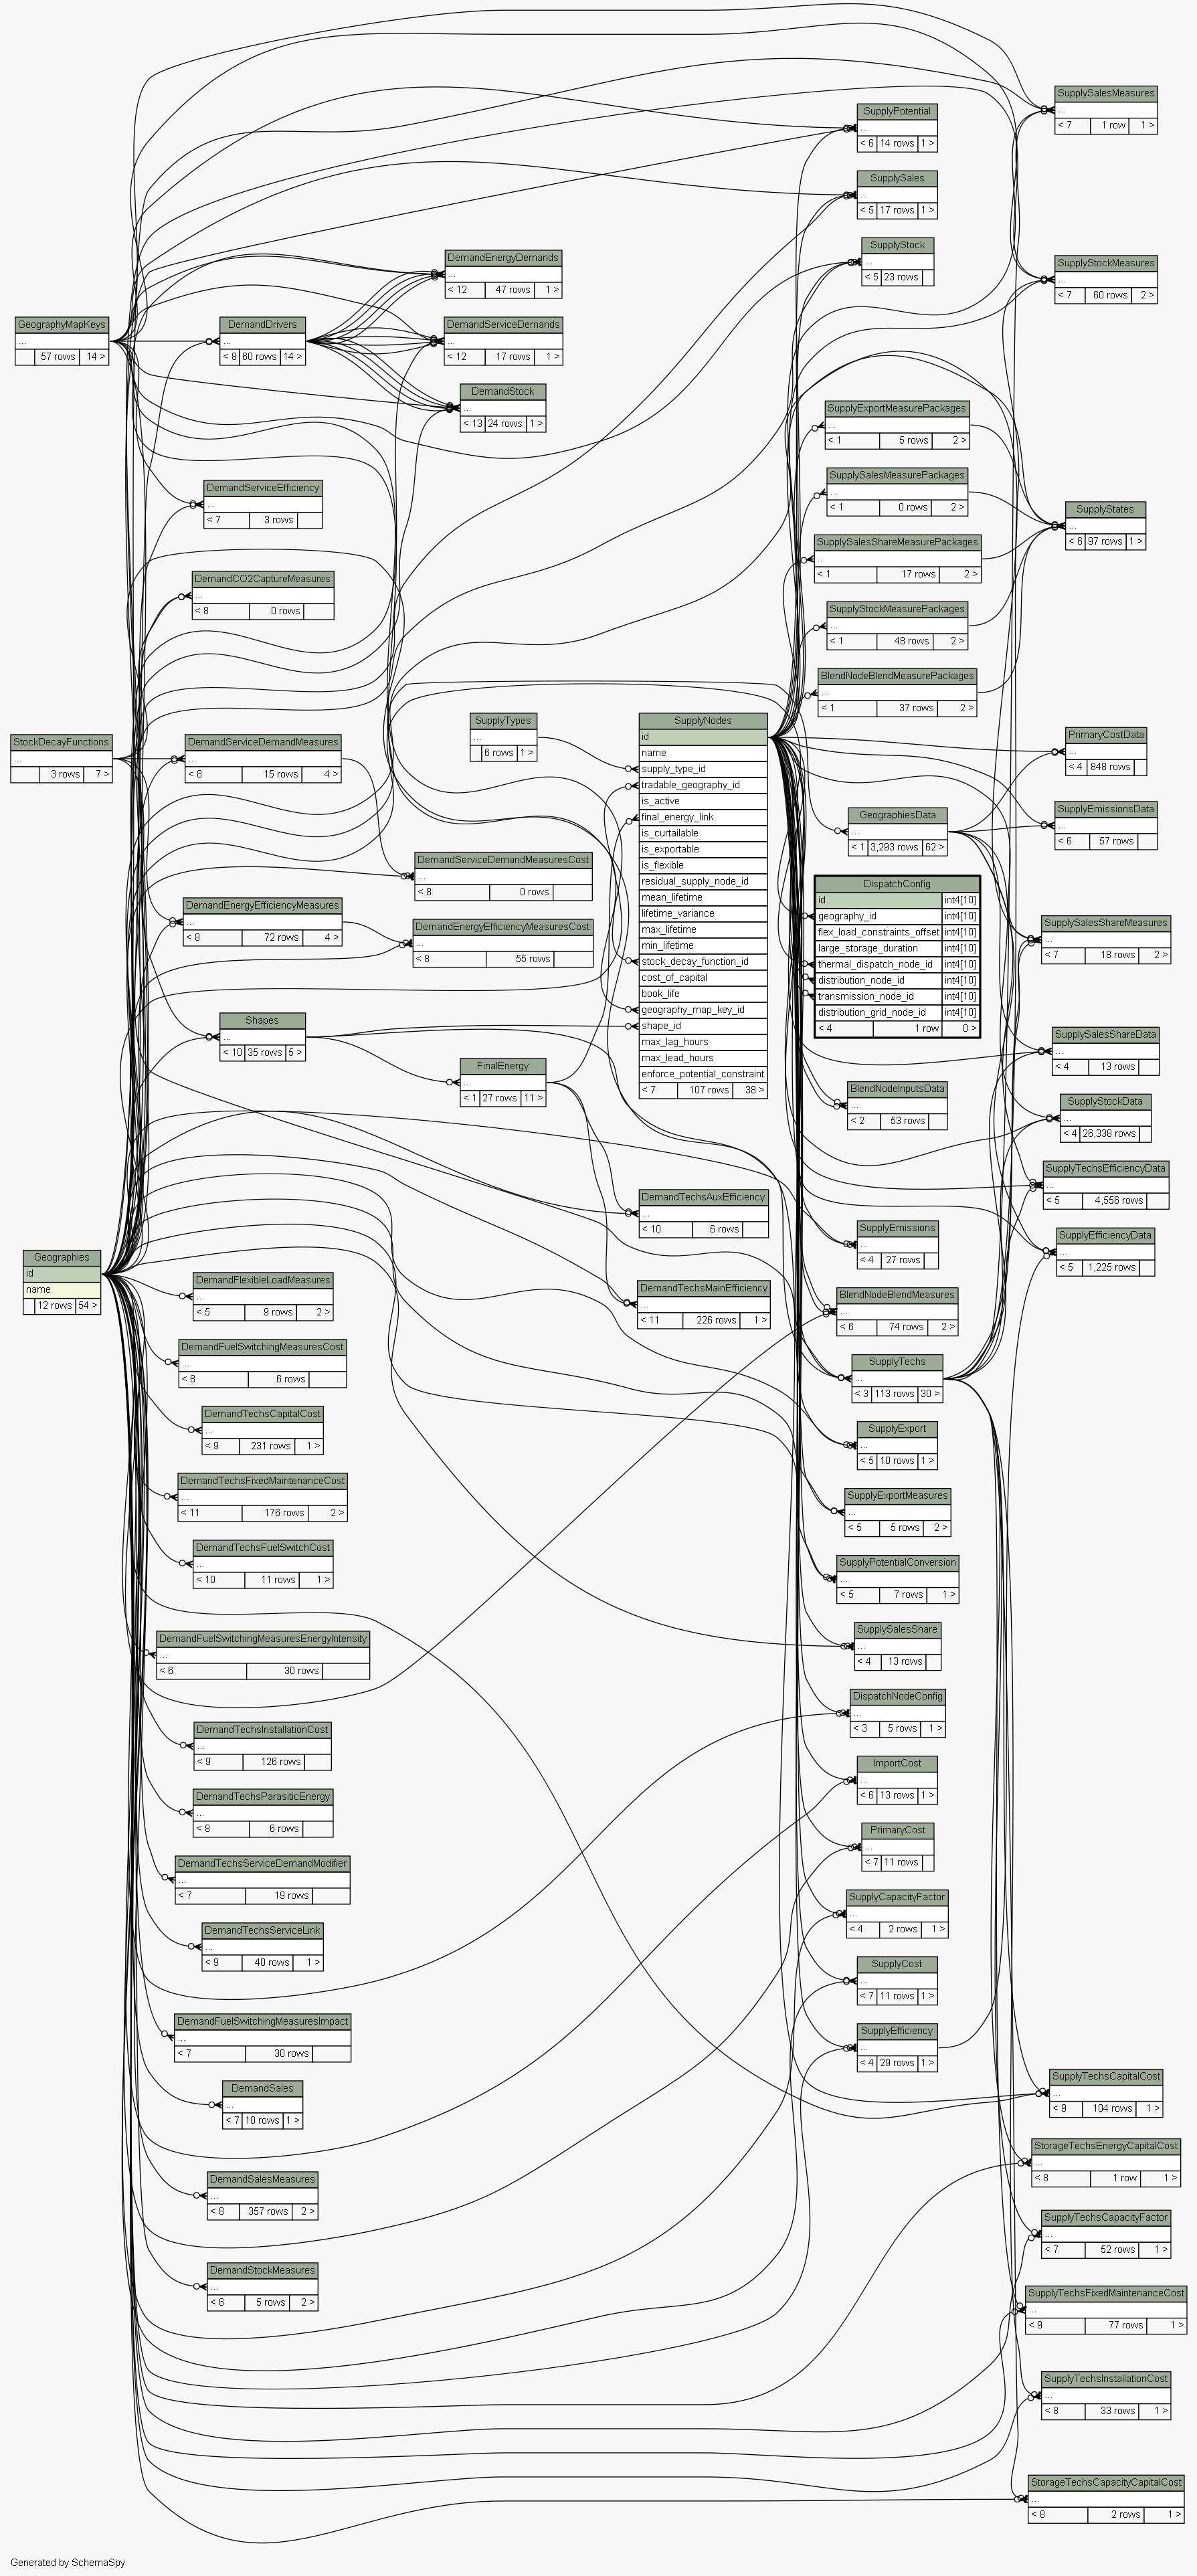 SupplySalesMeasures
...
< 7 1 row 1 >
SupplyPotential
...
< 6 14 rows 1 >
SupplySales
...
< 5 17 rows 1 >
SupplyStock
...
< 5 23 rows
DemandEnergyDemands
...
< 12 47 rows 1 >
SupplyStockMeasures
...
< 7 60 rows 2 >
GeographyMapKeys
...
57 rows 14 >
DemandDrivers
...
< 8 60 rows 14 >
DemandServiceDemands
...
< 12 17 rows 1 >
DemandStock
...
< 13 24 rows 1 >
SupplyExportMeasurePackages
...
< 1 5 rows 2 >
SupplySalesMeasurePackages
...
< 1 0 rows 2 >
DemandServiceEfficiency
...
< 7 3 rows
SupplyStates
...
< 6 97 rows 1 >
SupplySalesShareMeasurePackages
...
< 1 17 rows 2 >
DemandCO2CaptureMeasures
...
< 8 0 rows
SupplyStockMeasurePackages
...
< 1 48 rows 2 >
BlendNodeBlendMeasurePackages
...
< 1 37 rows 2 >
StockDecayFunctions
...
3 rows 7 >
DemandServiceDemandMeasures
...
< 8 15 rows 4 >
SupplyTypes
...
6 rows 1 >
SupplyNodes
id
name
supply_type_id
tradable_geography_id
is_active
final_energy_link
is_curtailable
is_exportable
is_flexible
residual_supply_node_id
mean_lifetime
lifetime_variance
max_lifetime
min_lifetime
stock_decay_function_id
cost_of_capital
book_life
geography_map_key_id
shape_id
max_lag_hours
max_lead_hours
enforce_potential_constraint
< 7 107 rows 38 >
PrimaryCostData
...
< 4 848 rows
GeographiesData
...
< 1 3,293 rows 62 >
SupplyEmissionsData
...
< 6 57 rows
DemandServiceDemandMeasuresCost
...
< 8 0 rows
DispatchConfig
id int4[10]
geography_id int4[10]
flex_load_constraints_offset int4[10]
large_storage_duration int4[10]
thermal_dispatch_node_id int4[10]
distribution_node_id int4[10]
transmission_node_id int4[10]
distribution_grid_node_id int4[10]
< 4 1 row 0 >
DemandEnergyEfficiencyMeasures
...
< 8 72 rows 4 >
DemandEnergyEfficiencyMeasuresCost
...
< 8 55 rows
SupplySalesShareMeasures
...
< 7 18 rows 2 >
Shapes
...
< 10 35 rows 5 >
SupplySalesShareData
...
< 4 13 rows
FinalEnergy
...
< 1 27 rows 11 >
BlendNodeInputsData
...
< 2 53 rows
SupplyStockData
...
< 4 26,338 rows
SupplyTechsEfficiencyData
...
< 5 4,556 rows
DemandTechsAuxEfficiency
...
< 10 6 rows
SupplyEmissions
...
< 4 27 rows
SupplyEfficiencyData
...
< 5 1,225 rows
Geographies
id
name
12 rows 54 >
DemandFlexibleLoadMeasures
...
< 5 9 rows 2 >
DemandTechsMainEfficiency
...
< 11 226 rows 1 >
BlendNodeBlendMeasures
...
< 6 74 rows 2 >
DemandFuelSwitchingMeasuresCost
...
< 8 6 rows
SupplyTechs
...
< 3 113 rows 30 >
DemandTechsCapitalCost
...
< 9 231 rows 1 >
SupplyExport
...
< 5 10 rows 1 >
DemandTechsFixedMaintenanceCost
...
< 11 176 rows 2 >
SupplyExportMeasures
...
< 5 5 rows 2 >
DemandTechsFuelSwitchCost
...
< 10 11 rows 1 >
SupplyPotentialConversion
...
< 5 7 rows 1 >
DemandFuelSwitchingMeasuresEnergyIntensity
...
< 6 30 rows
SupplySalesShare
...
< 4 13 rows
DispatchNodeConfig
...
< 3 5 rows 1 >
DemandTechsInstallationCost
...
< 9 126 rows
ImportCost
...
< 6 13 rows 1 >
DemandTechsParasiticEnergy
...
< 8 6 rows
PrimaryCost
...
< 7 11 rows
DemandTechsServiceDemandModifier
...
< 7 19 rows
SupplyCapacityFactor
...
< 4 2 rows 1 >
DemandTechsServiceLink
...
< 9 40 rows 1 >
SupplyCost
...
< 7 11 rows 1 >
DemandFuelSwitchingMeasuresImpact
...
< 7 30 rows
SupplyEfficiency
...
< 4 29 rows 1 >
DemandSales
...
< 7 10 rows 1 >
SupplyTechsCapitalCost
...
< 9 104 rows 1 >
StorageTechsEnergyCapitalCost
...
< 8 1 row 1 >
DemandSalesMeasures
...
< 8 357 rows 2 >
SupplyTechsCapacityFactor
...
< 7 52 rows 1 >
DemandStockMeasures
...
< 6 5 rows 2 >
SupplyTechsFixedMaintenanceCost
...
< 9 77 rows 1 >
SupplyTechsInstallationCost
...
< 8 33 rows 1 >
StorageTechsCapacityCapitalCost
...
< 8 2 rows 1 >
Generated by SchemaSpy